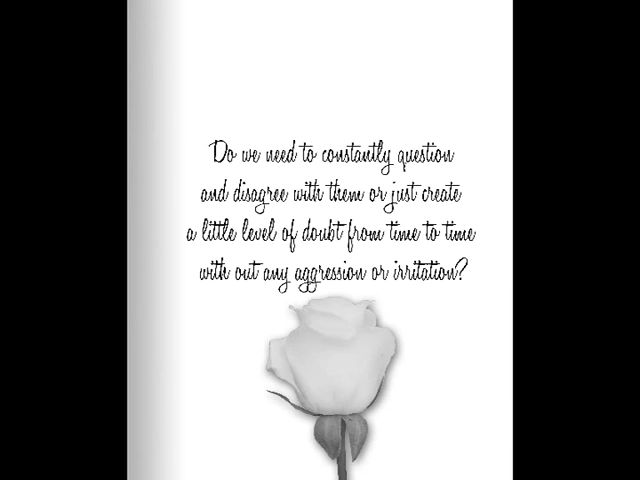 Do we need to constantly question
and disagree with them or just create
a little level of doubt from time to time
with out any aggression or irritation?